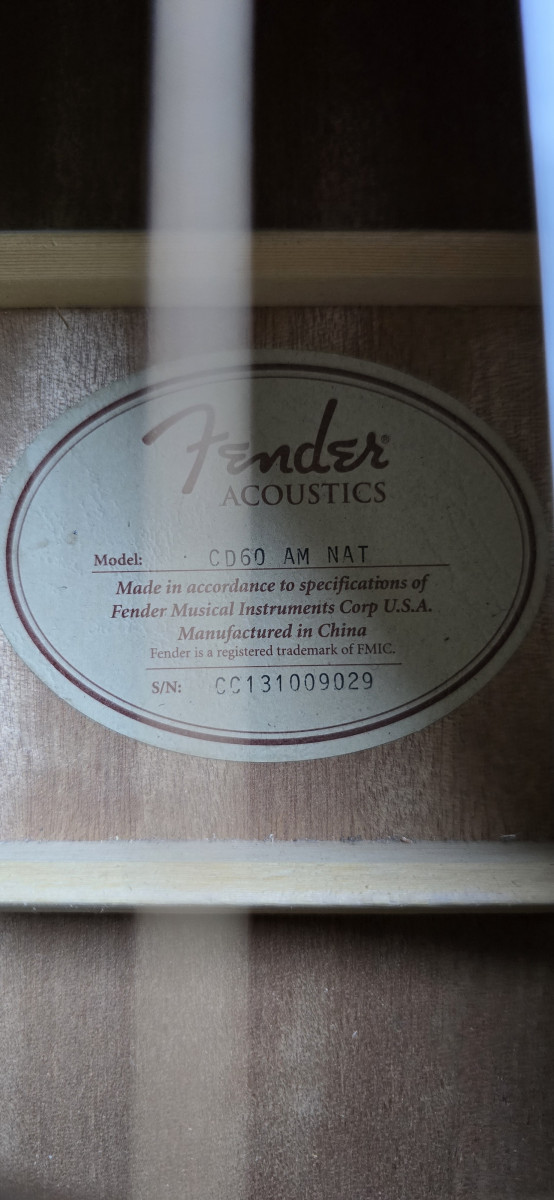 Fender®
ACOUSTICS
Model: CD60 AM NAT
Made in accordance to specifications of
Fender Musical Instruments Corp U.S.A.
Manufactured in China
Fender is a registered trademark of FMIC.
S/N: CC131009029